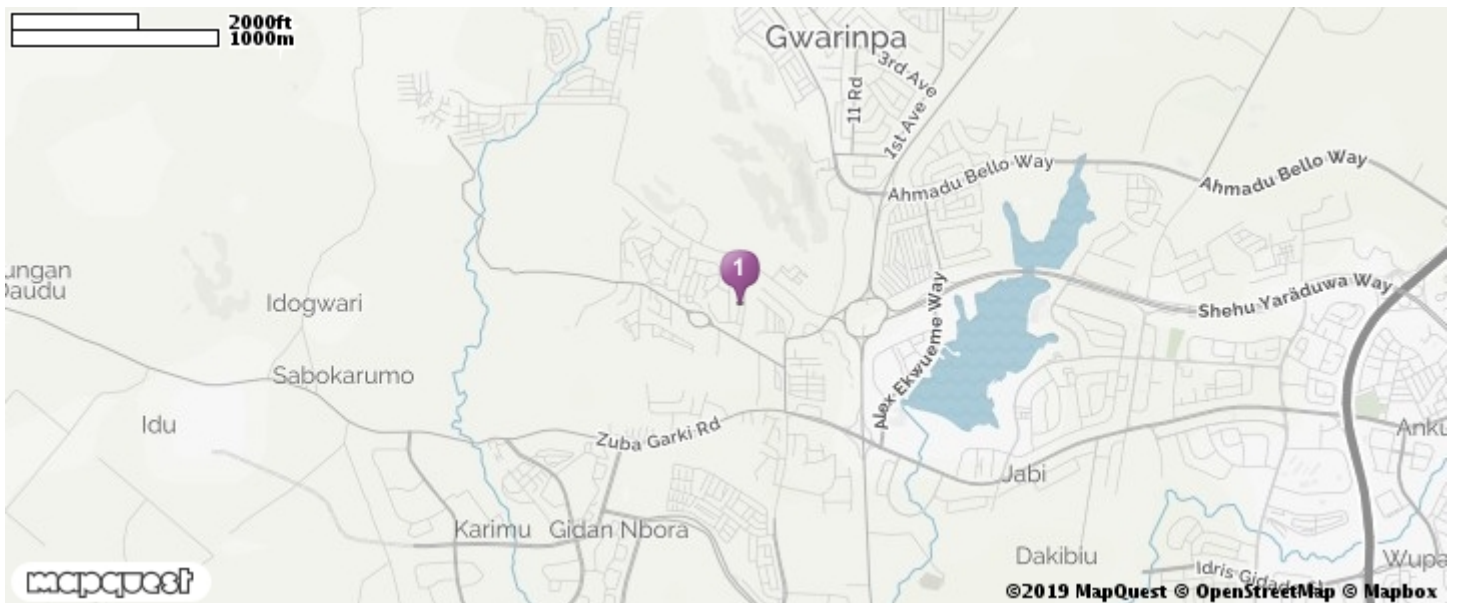 2000ft
1000m
Gwarinpa
3rd Ave
11 Rd
1st Ave
Ahmadu Bello Way
Ahmadu Bello Way
1
ungan
Daudu
Idogwari
Alex Ekwueme Way
Shehu Yaräduwa Way
Sabokarumo
Idu
Zuba Garki Rd
Anku
Jabi
Karimu
Gidan Nbora
Dakibiu
Wupa
mapquest
©2019 MapQuest © OpenStreetMap © Mapbox